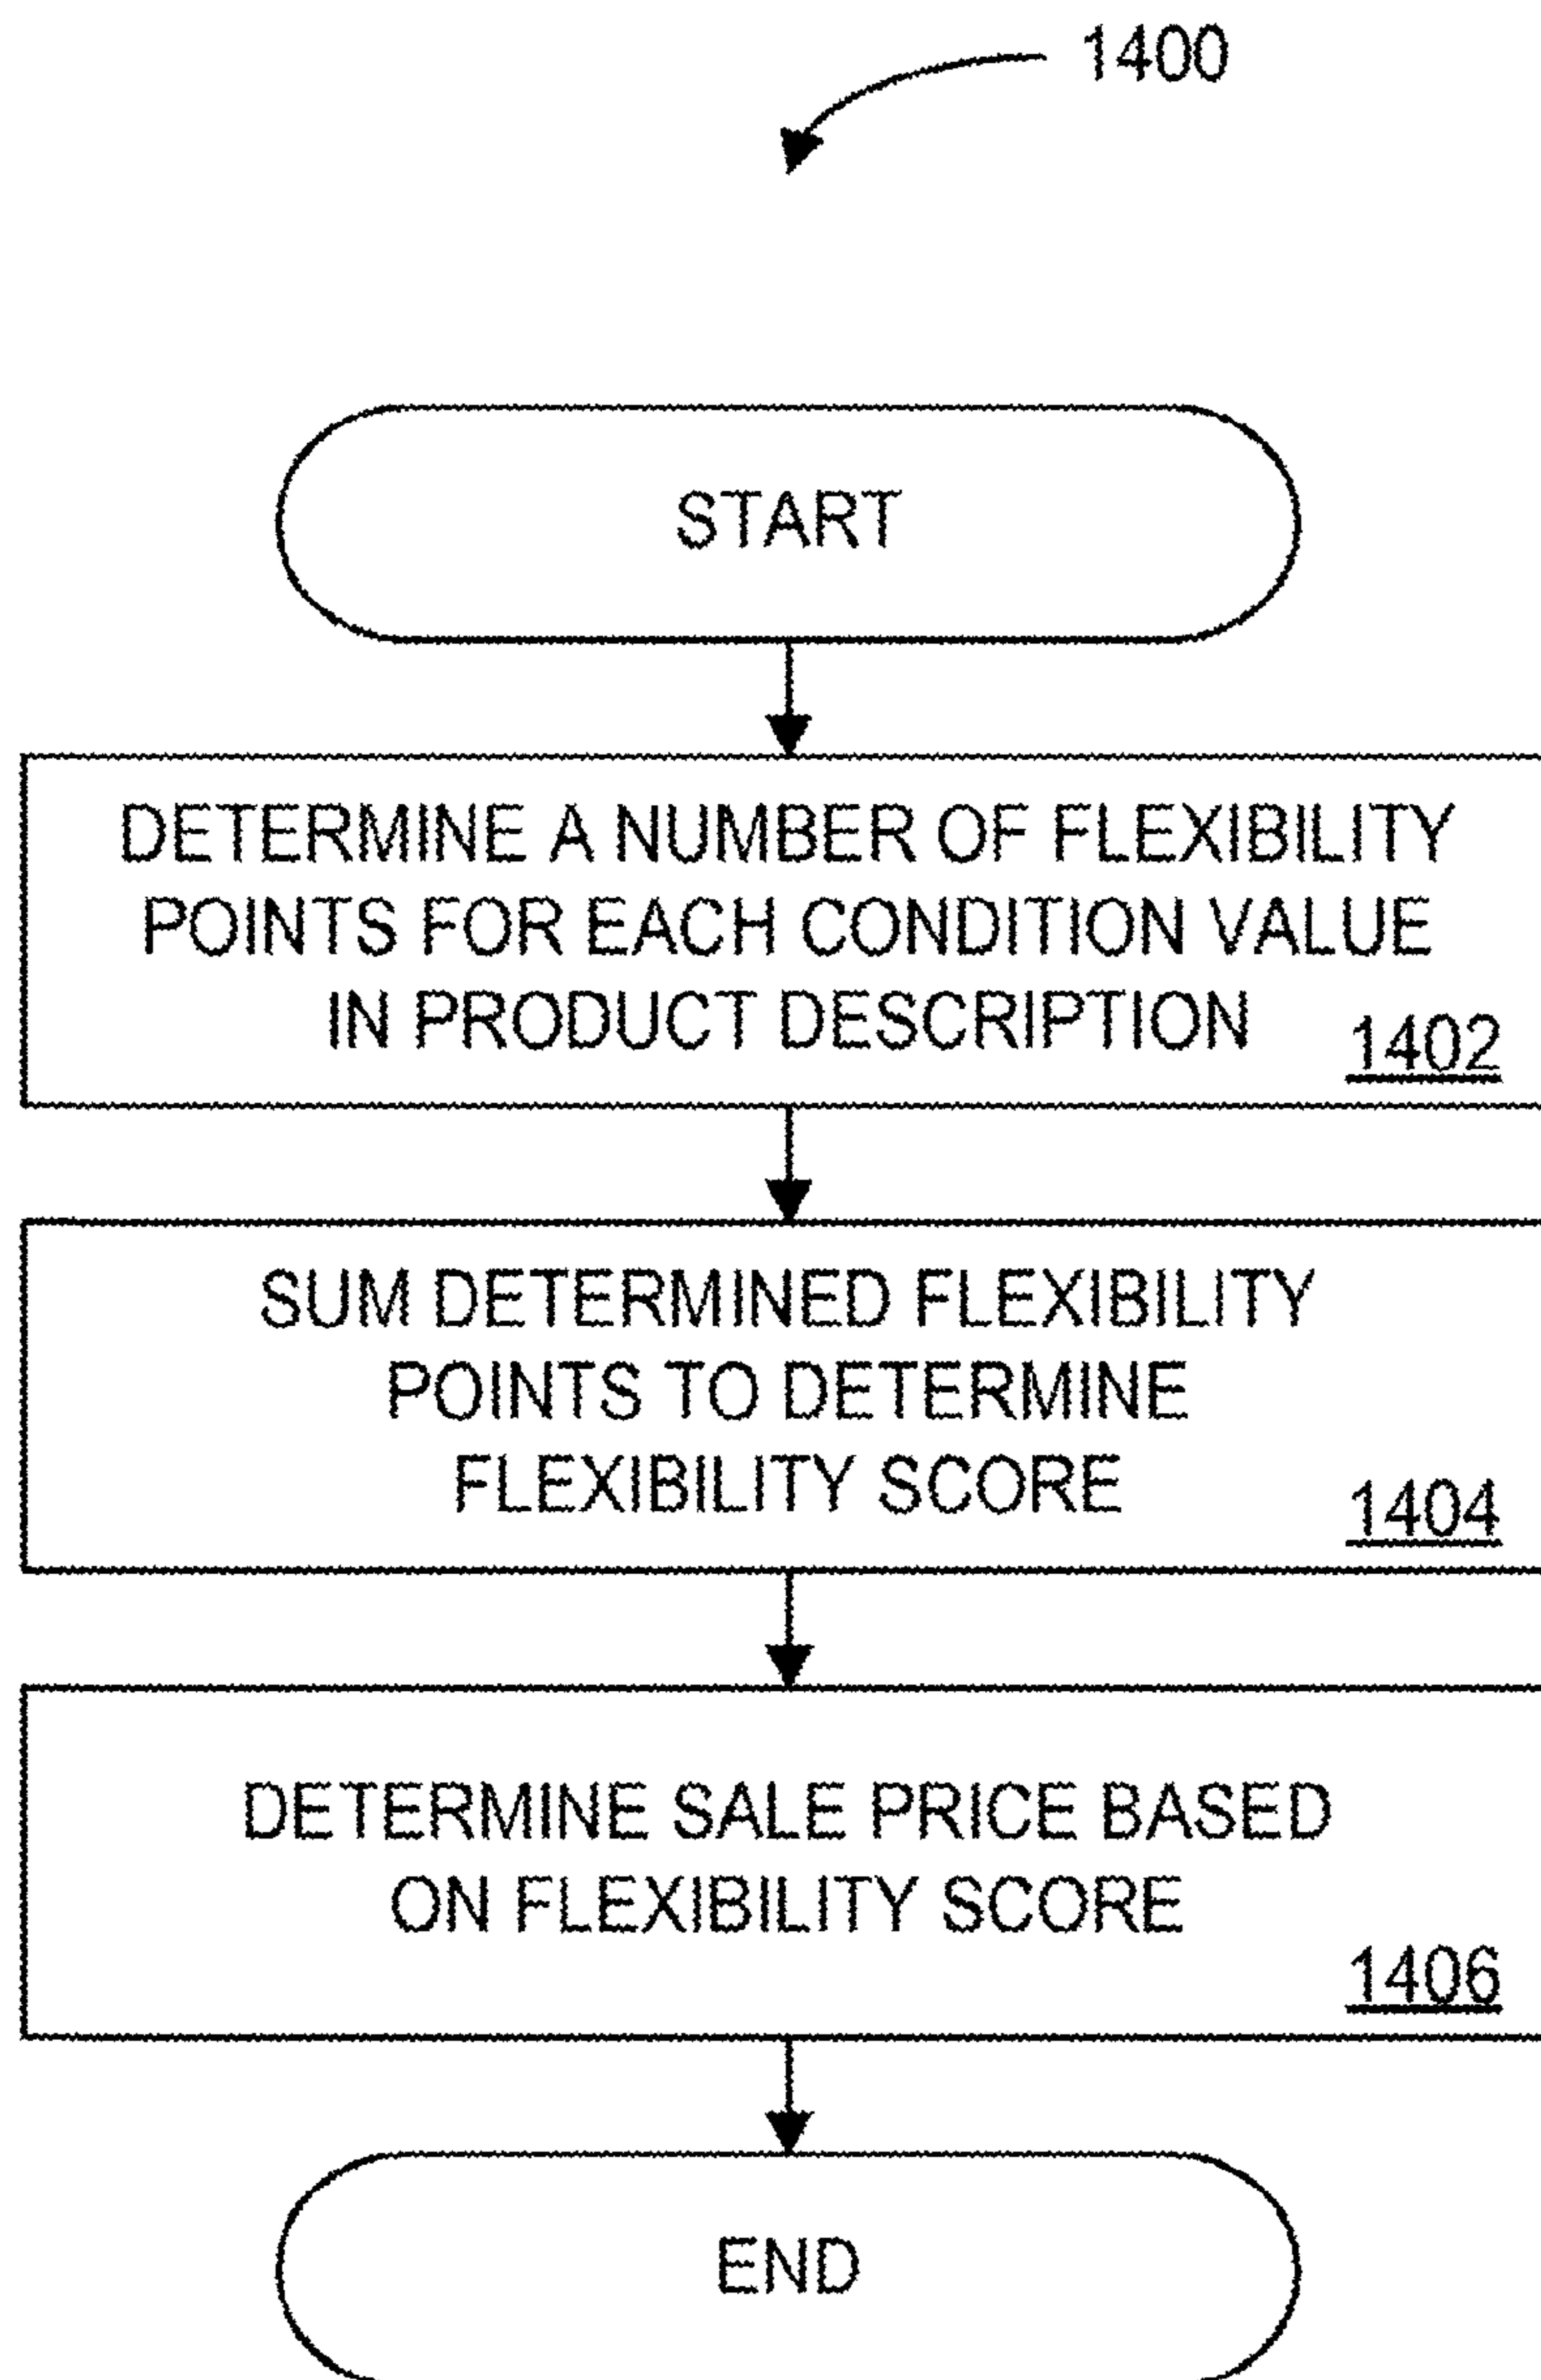 1400
START
DETERMINE A NUMBER OF FLEXIBILITY
POINTS FOR EACH CONDITION VALUE
IN PRODUCT DESCRIPTION
1402
SUM DETERMINED FLEXIBILITY
POINTS TO DETERMINE
FLEXIBILITY SCORE
1404
DETERMINE SALE PRICE BASED
ON FLEXIBILITY SCORE
1406
END